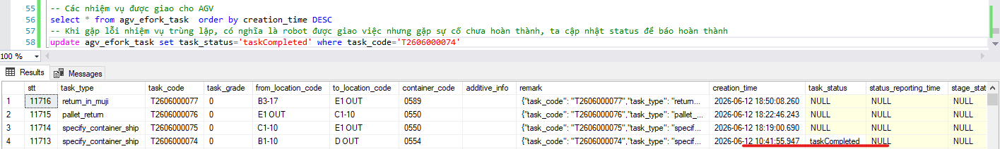 55 -- Các nhiệm vụ được giao cho AGV
56 select * from agv_efork_task order by creation_time DESC
57 -- Khi gặp lỗi nhiệm vụ trùng lặp, có nghĩa là robot được giao việc nhưng gặp sự cố chưa hoàn thành, ta cập nhật status để báo hoàn thành
58 update agv_efork_task set task_status='taskCompleted' where task_code='T2606000074'
100 %
Results Messages
stt task_type task_code task_grade from_location_code to_location_code container_code additive_info remark creation_time task_status status_reporting_time stage_stat
1 11716 return_in_muji T2606000077 0 B3-17 E1 OUT 0589 {"task_code": "T2606000077","task_type": "return... 2026-06-12 18:50:08.260 NULL NULL NULL
2 11715 pallet_return T2606000076 0 E1 OUT C1-10 0550 {"task_code": "T2606000076","task_type": "pallet_... 2026-06-12 18:22:46.243 NULL NULL NULL
3 11714 specify_container_ship T2606000075 0 C1-10 E1 OUT 0550 {"task_code": "T2606000075","task_type": "specif... 2026-06-12 18:19:00.690 NULL NULL NULL
4 11713 specify_container_ship T2606000074 0 B1-10 D OUT 0554 {"task_code": "T2606000074","task_type": "specif... 2026-06-12 10:41:55.947 taskCompleted NULL NULL